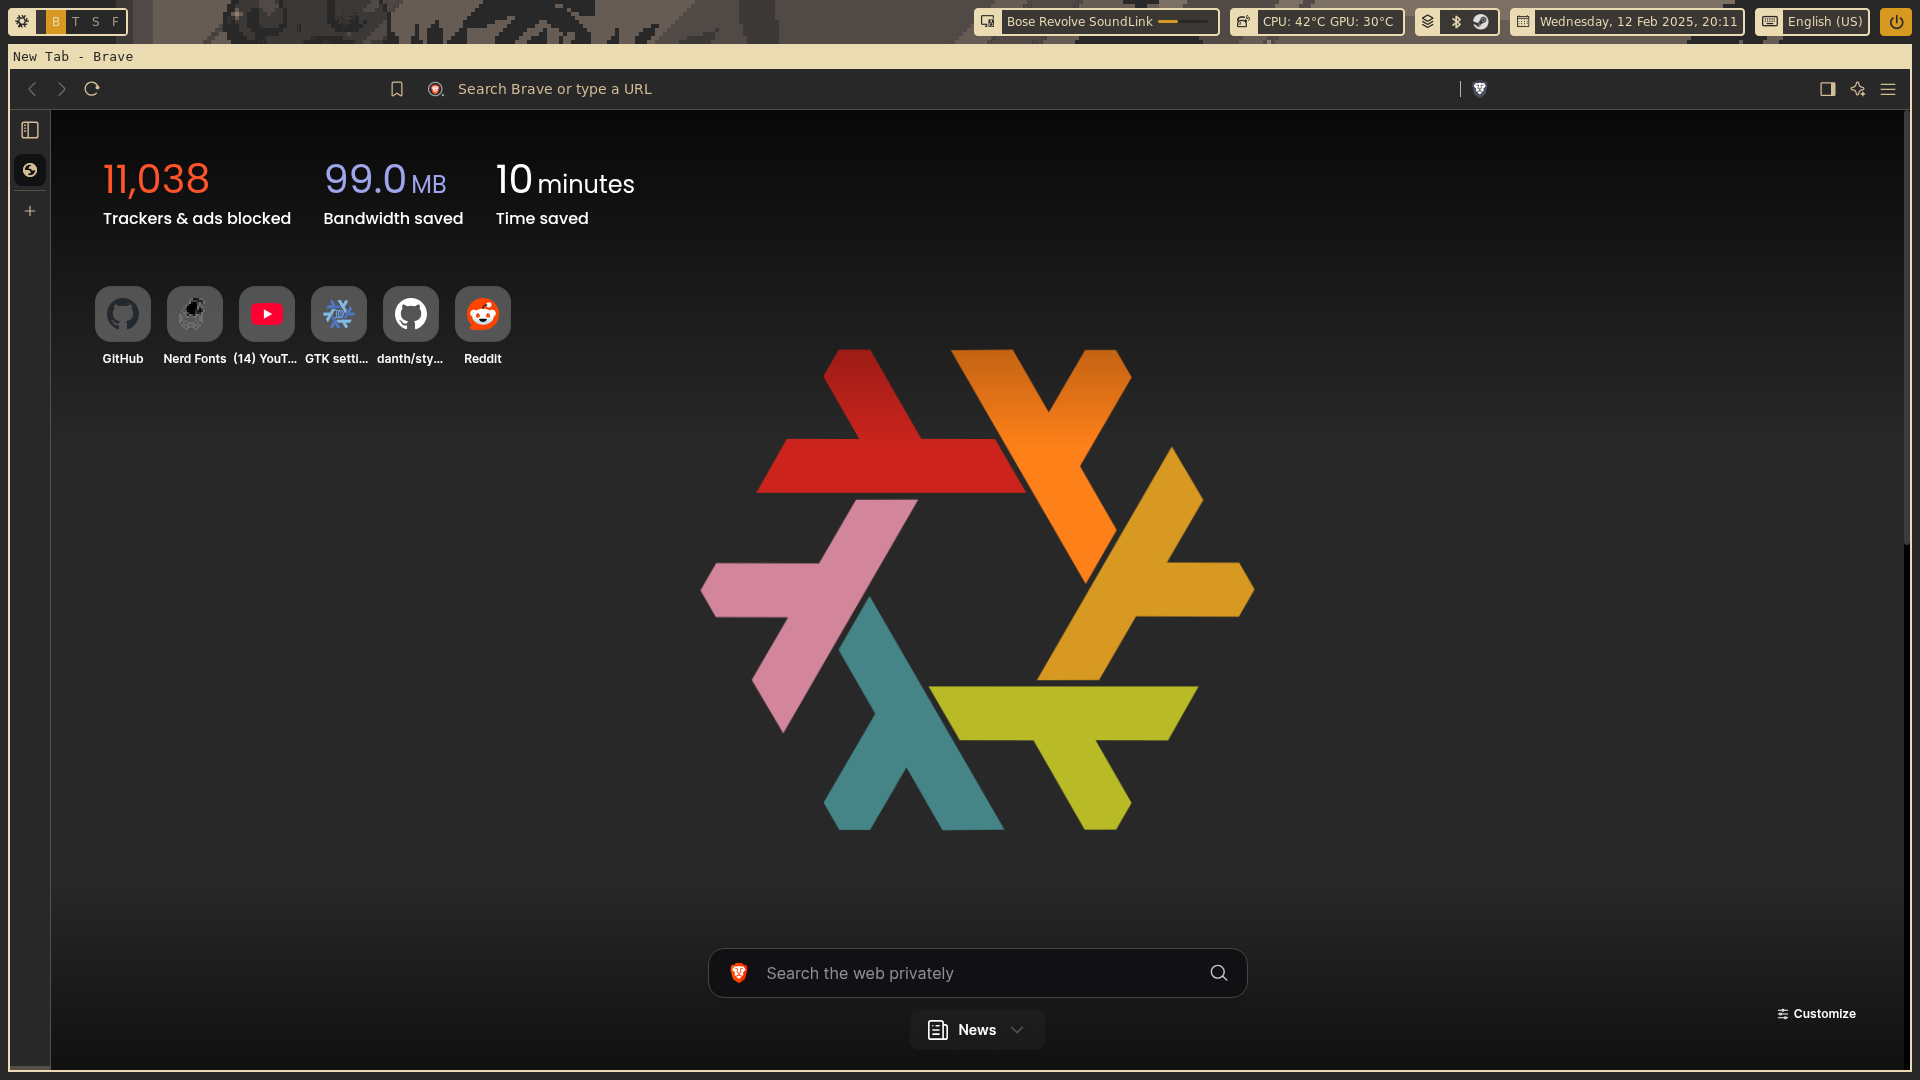 B T S F
Bose Revolve SoundLink
CPU: 42°C GPU: 30°C
Wednesday, 12 Feb 2025, 20:11
English (US)
New Tab - Brave
Search Brave or type a URL
11,038
99.0 MB
10 minutes
Trackers & ads blocked
Bandwidth saved
Time saved
GitHub
Nerd Fonts
(14) YouT...
GTK setti...
danth/sty...
Reddit
Search the web privately
Customize
News